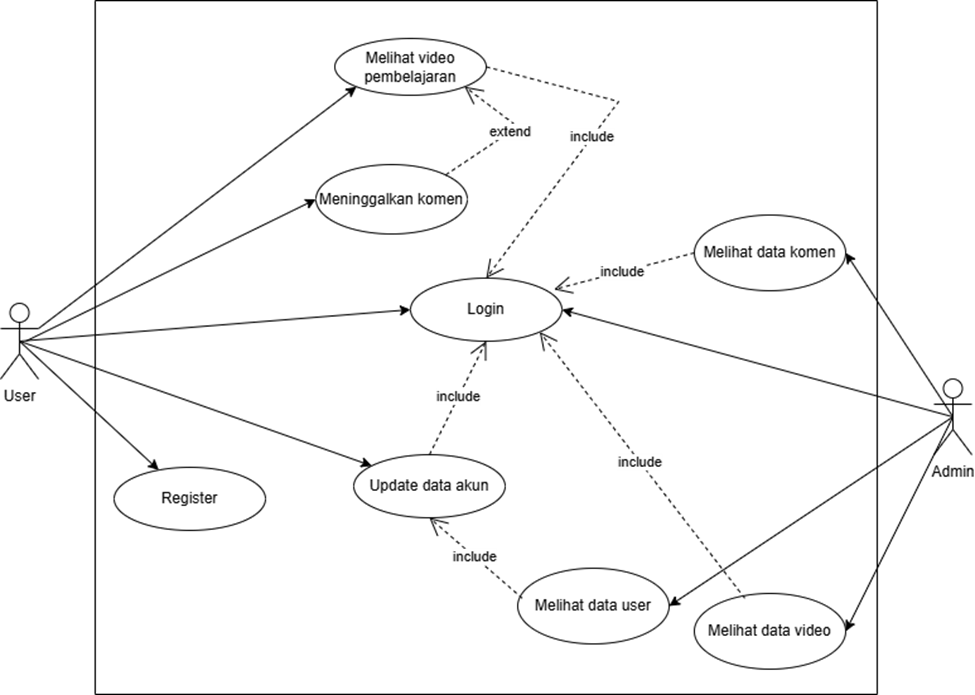 Melihat video
pembelajaran
extend
include
Meninggalkan komen
Melihat data komen
include
Login
User
include
Admin
include
Update data akun
Register
include
Melihat data user
Melihat data video